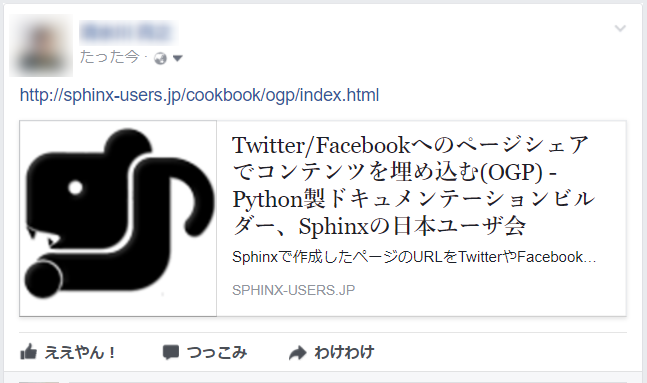 たった今 ·
http://sphinx-users.jp/cookbook/ogp/index.html
Twitter/Facebookへのページシェア
でコンテンツを埋め込む(OGP) -
Python製ドキュメンテーションビル
ダー、Sphinxの日本ユーザ会
Sphinxで作成したページのURLをTwitterやFacebook…
SPHINX-USERS.JP
ええやん！ つっこみ わけわけ